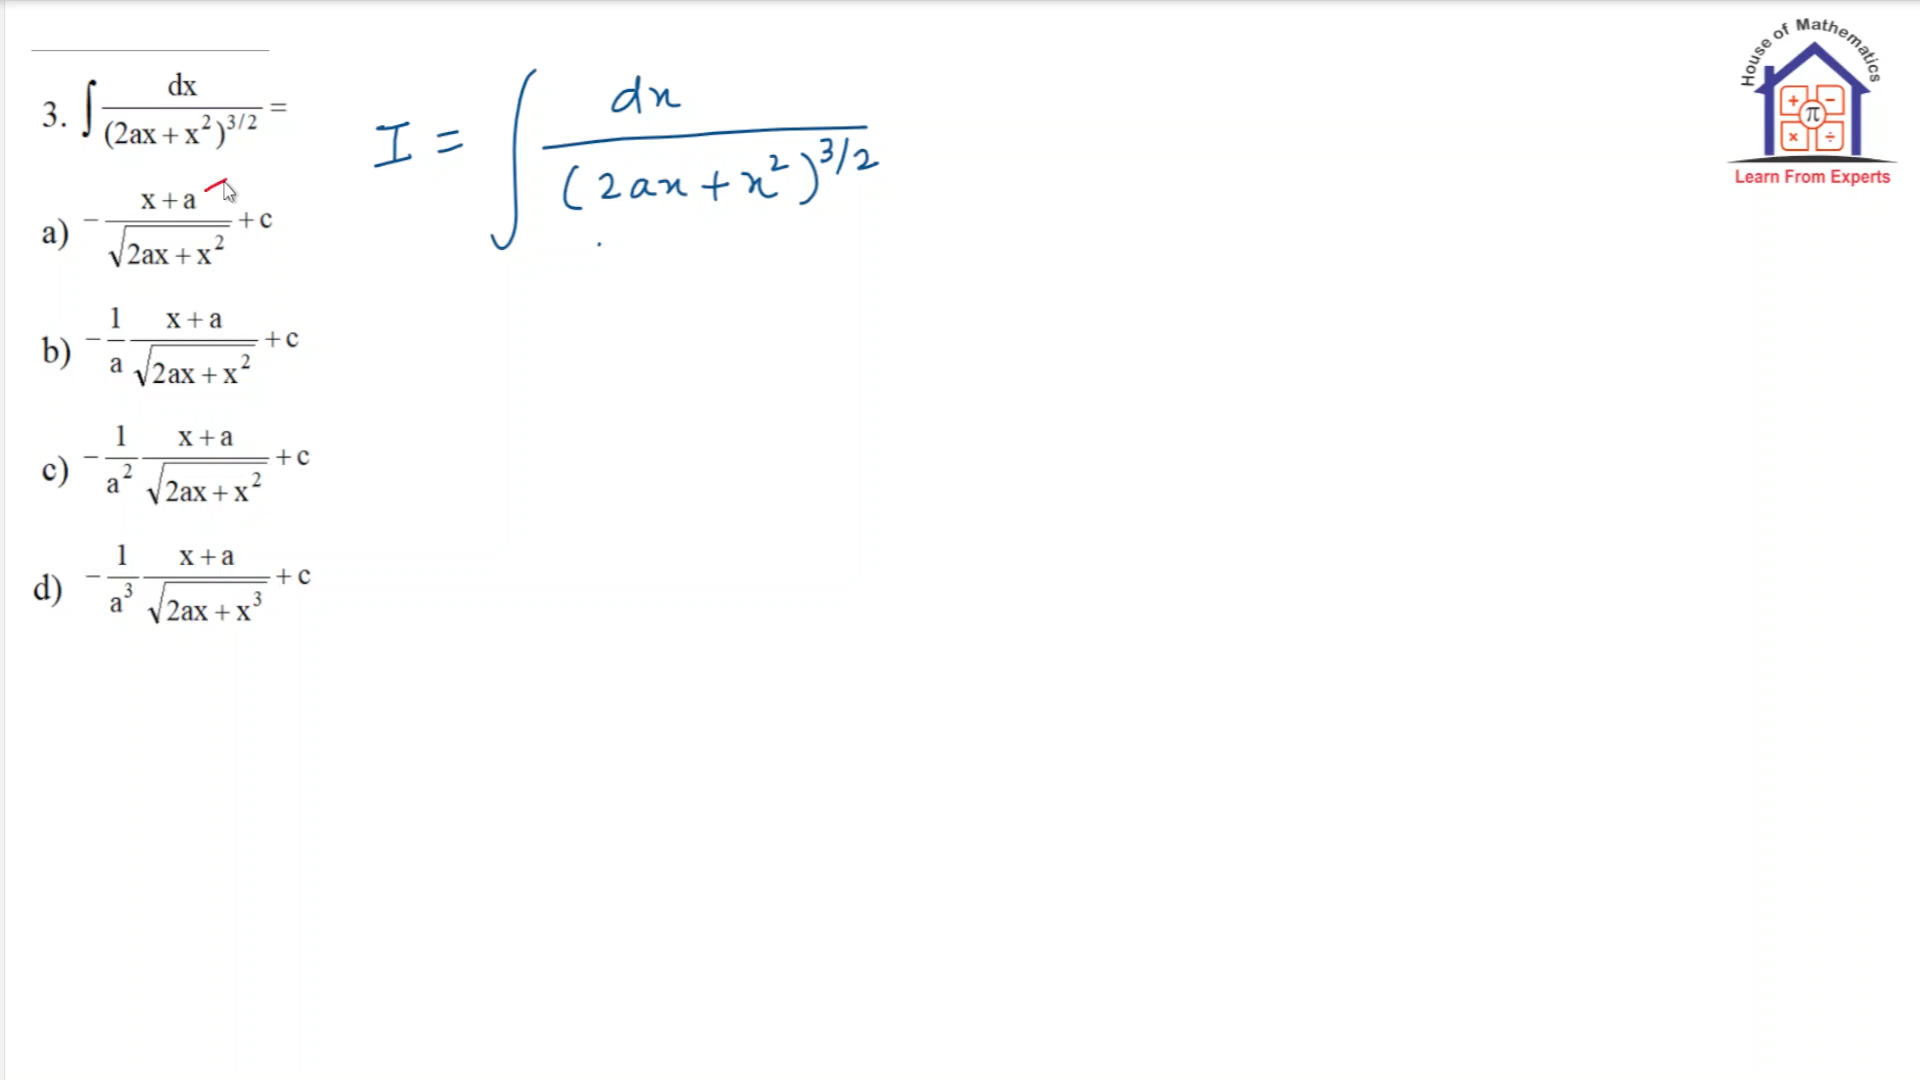 3. ∫ dx / (2ax + x²)^3/2 =
a) − x + a / √(2ax + x²) + c
b) − 1/a x + a / √(2ax + x²) + c
c) − 1/a² x + a / √(2ax + x²) + c
d) − 1/a³ x + a / √(2ax + x³) + c
I = ∫ dx / (2ax + x²)^3/2
House of Mathematics
+ − π × ÷
Learn From Experts